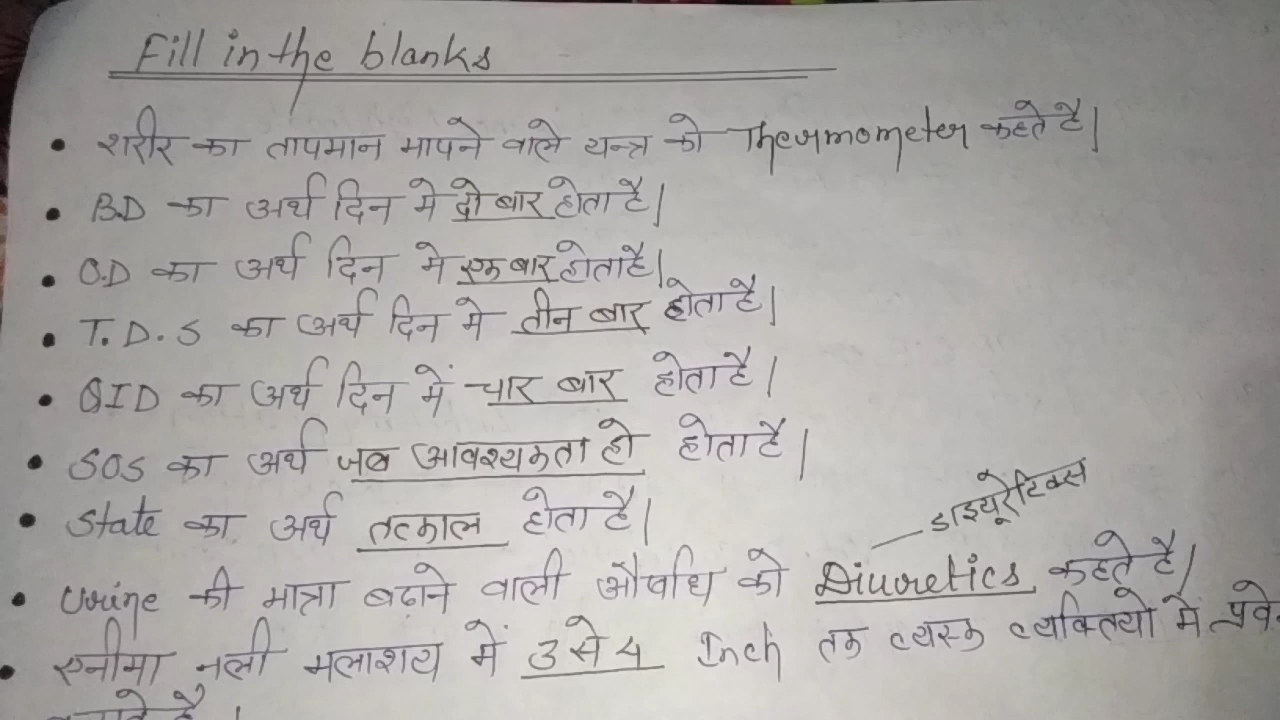 Fill in the blanks
• शरीर का तापमान मापने वाले यन्त्र को Thermometer कहते है|
• B.D का अर्थ दिन मे दो बार होता है|
• O.D का अर्थ दिन मे एक बार होता है|
• T.D.S का अर्थ दिन मे तीन बार होता है|
• QID का अर्थ दिन में चार बार होता है|
• SOS का अर्थ जब आवश्यकता हो होता है|
• State का अर्थ तत्काल होता है|
डाइयूरेटिक्स
• Urine की मात्रा बढ़ाने वाली औषधि को Diuretics कहते है|
• एनीमा नली मलाशय में 3 से 4 Inch तक व्यस्क व्यक्तियो में प्रवे